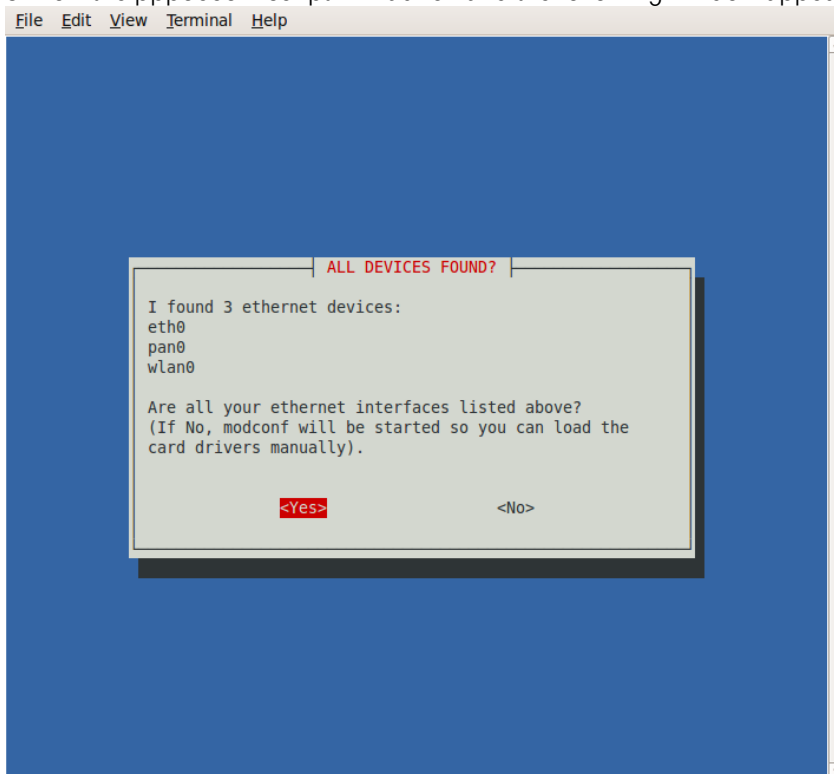 File Edit View Terminal Help
ALL DEVICES FOUND?
I found 3 ethernet devices:
eth0
pan0
wlan0
Are all your ethernet interfaces listed above?
(If No, modconf will be started so you can load the
card drivers manually).
<Yes> <No>